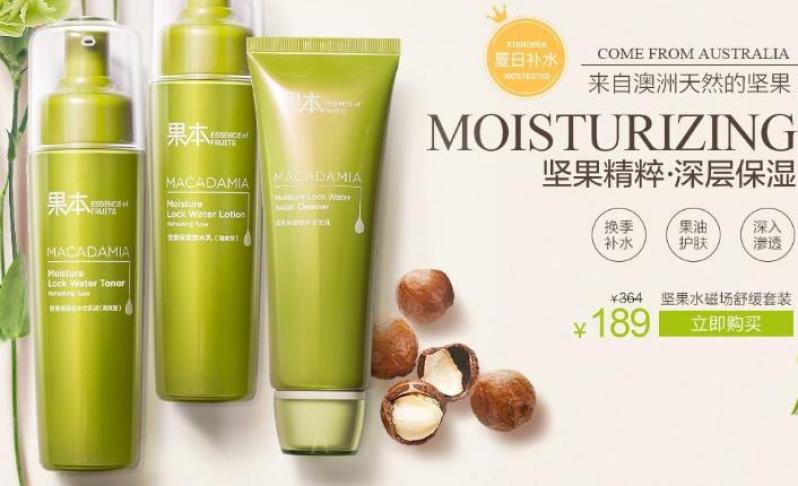 果本
ESSENCE of
FRUITS
MACADAMIA
Moisture
Lock Water Toner
Refreshing Type
果本
ESSENCE of
FRUITS
MACADAMIA
Moisture
Lock Water Lotion
Refreshing Type
果本
ESSENCE of
FRUITS
MACADAMIA
Moisture Lock Water
Facial Cleanser
夏日补水
100%TESTED
COME FROM AUSTRALIA
来自澳洲天然的坚果
MOISTURIZING
坚果精粹·深层保湿
换季
补水
果油
护肤
深入
渗透
¥364
坚果水磁场舒缓套装
¥189
立即购买